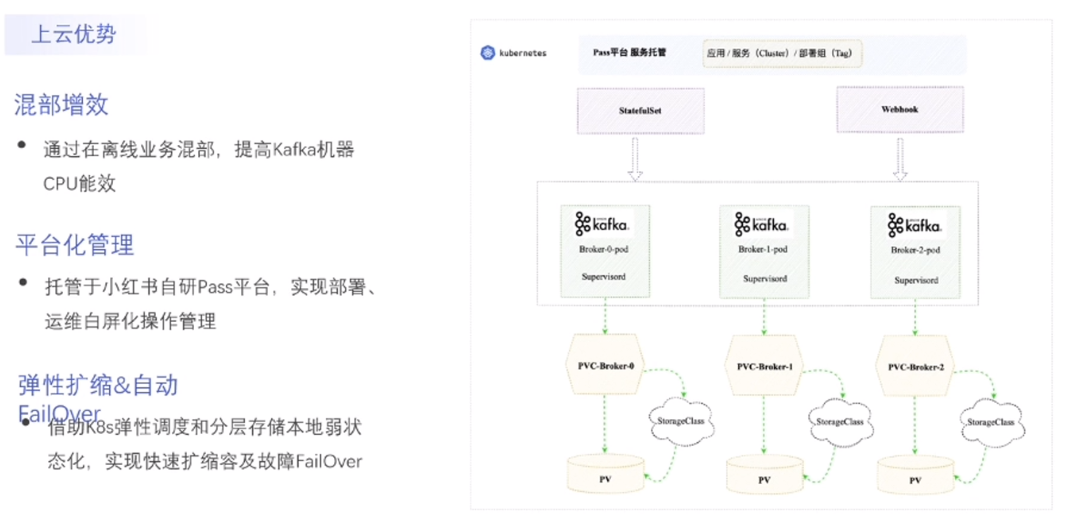 上云优势
混部增效
• 通过在离线业务混部，提高Kafka机器
CPU能效
平台化管理
• 托管于小红书自研Pass平台，实现部署、
运维白屏化操作管理
弹性扩缩&自动
FailOver
• 借助K8s弹性调度和分层存储本地弱状
态化，实现快速扩缩容及故障FailOver
kubernetes
Pass平台 服务托管
应用 / 服务（Cluster）/ 部署组（Tag）
StatefulSet
Webhook
kafka
Broker-0-pod
Supervisord
kafka
Broker-1-pod
Supervisord
kafka
Broker-2-pod
Supervisord
PVC-Broker-0
PVC-Broker-1
PVC-Broker-2
StorageClass
StorageClass
StorageClass
PV
PV
PV